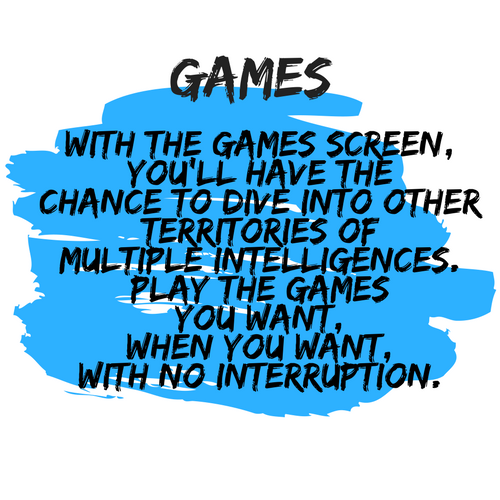 GAMES
WITH THE GAMES SCREEN,
YOU'LL HAVE THE
CHANCE TO DIVE INTO OTHER
TERRITORIES OF
MULTIPLE INTELLIGENCES.
PLAY THE GAMES
YOU WANT,
WHEN YOU WANT,
WITH NO INTERRUPTION.